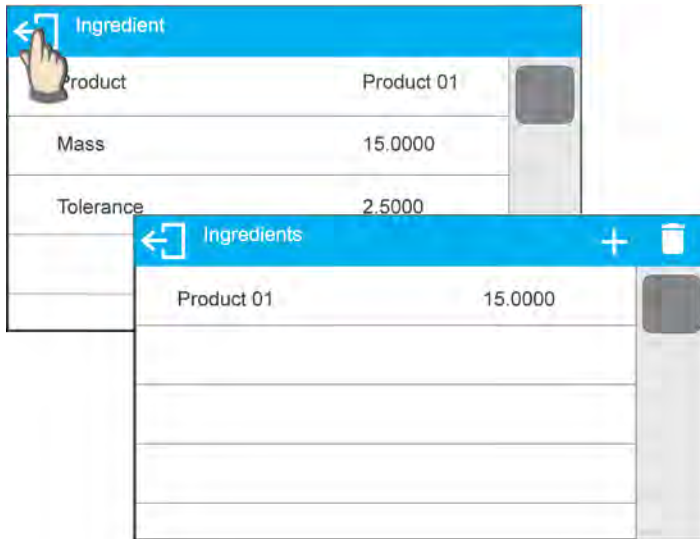 Ingredient
Product Product 01
Mass 15.0000
Tolerance 2.5000
Ingredients
Product 01 15.0000